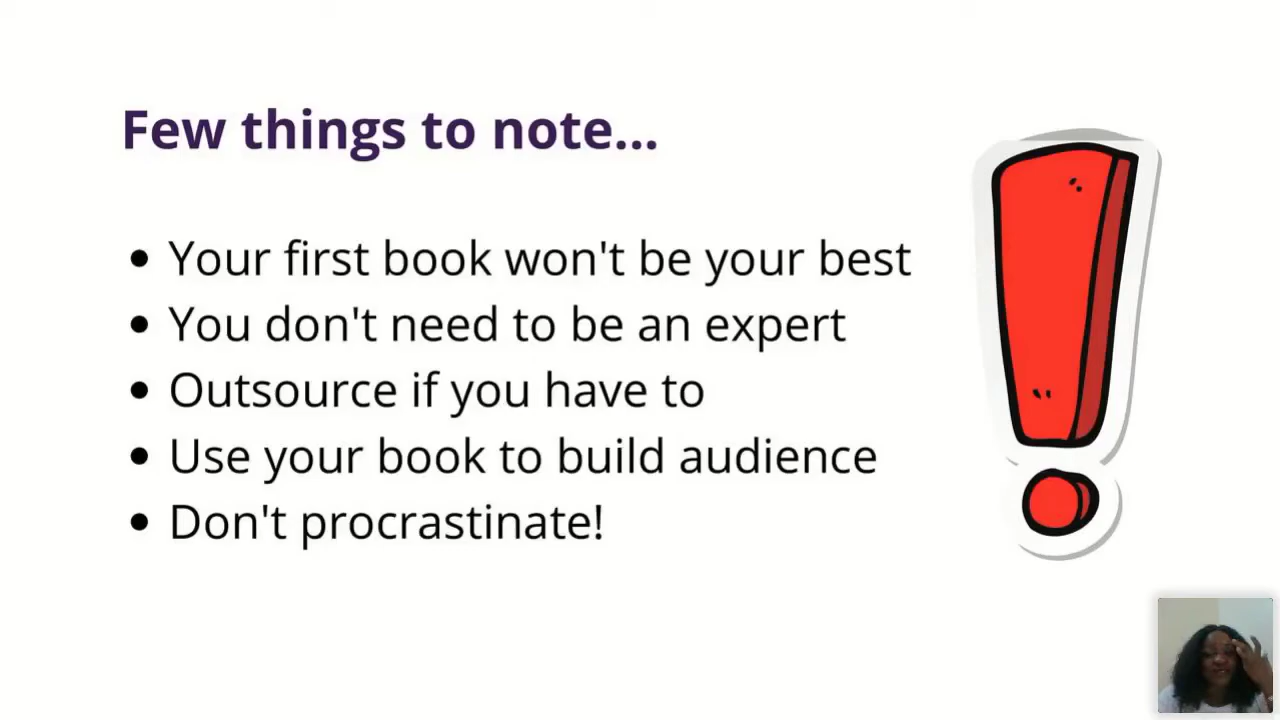 Few things to note...
• Your first book won't be your best
• You don't need to be an expert
• Outsource if you have to
• Use your book to build audience
• Don't procrastinate!